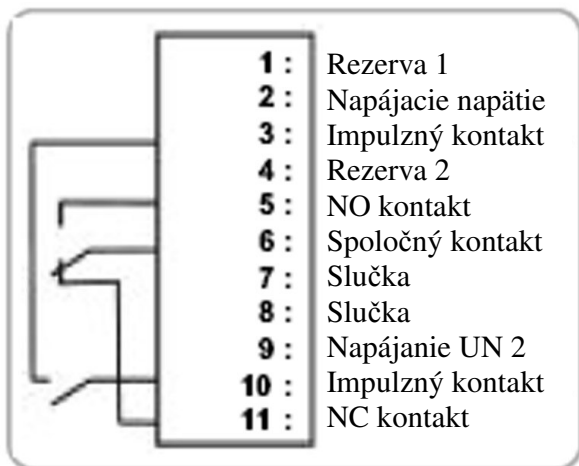 1 : Rezerva 1
2 : Napájacie napätie
3 : Impulzný kontakt
4 : Rezerva 2
5 : NO kontakt
6 : Spoločný kontakt
7 : Slučka
8 : Slučka
9 : Napájanie UN 2
10 : Impulzný kontakt
11 : NC kontakt